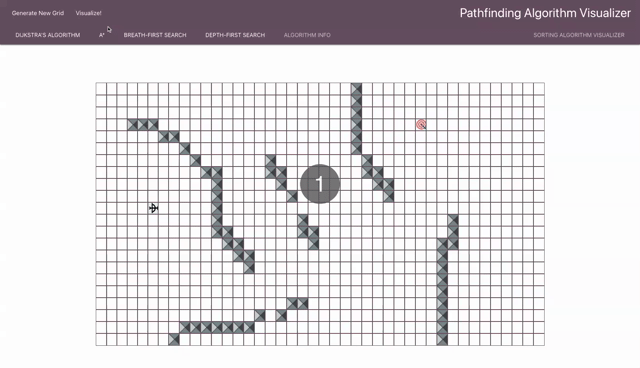 Generate New Grid Visualize! Pathfinding Algorithm Visualizer
DIJKSTRA'S ALGORITHM A* BREATH-FIRST SEARCH DEPTH-FIRST SEARCH ALGORITHM INFO SORTING ALGORITHM VISUALIZER
1